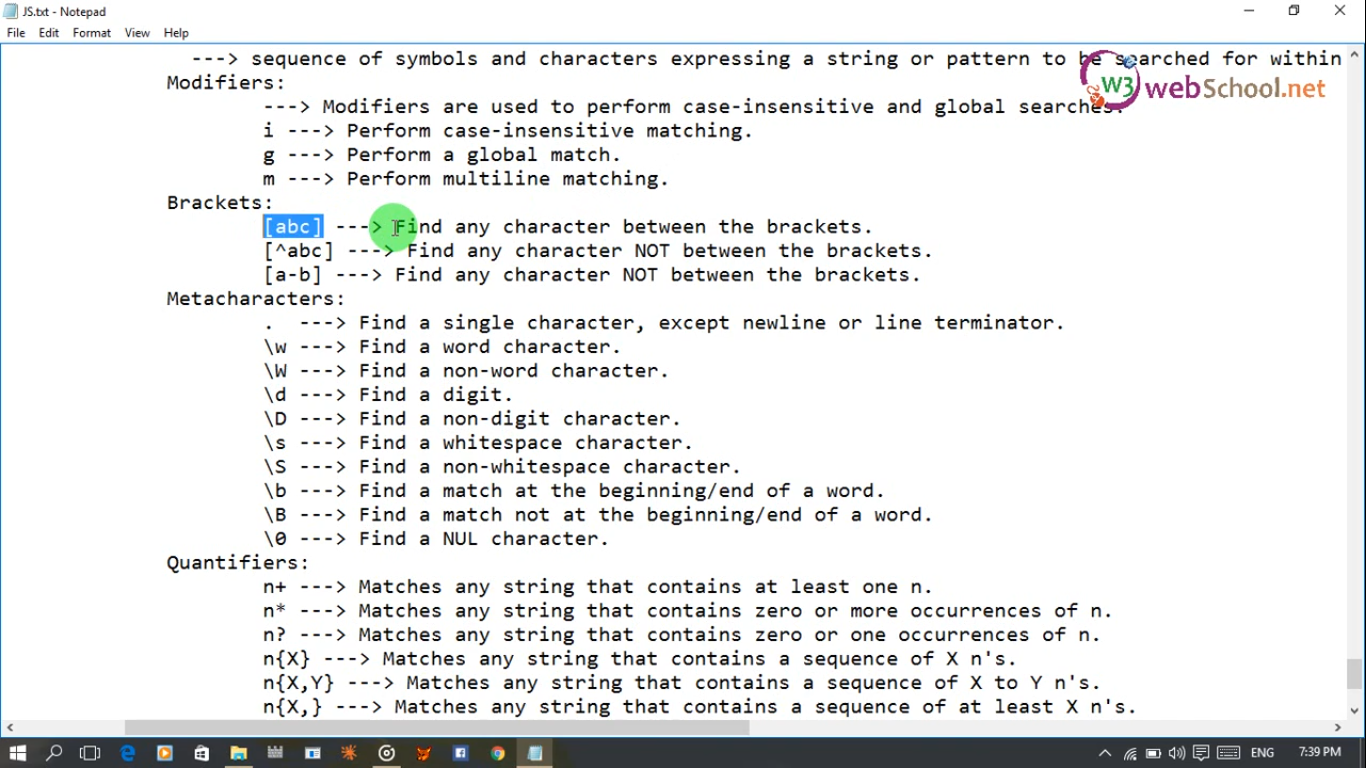 JS.txt - Notepad
File Edit Format View Help
---> sequence of symbols and characters expressing a string or pattern to be searched for within
W3 webSchool.net
Modifiers:
---> Modifiers are used to perform case-insensitive and global searches.
i ---> Perform case-insensitive matching.
g ---> Perform a global match.
m ---> Perform multiline matching.
Brackets:
[abc] ---> Find any character between the brackets.
[^abc] ---> Find any character NOT between the brackets.
[a-b] ---> Find any character NOT between the brackets.
Metacharacters:
. ---> Find a single character, except newline or line terminator.
\w ---> Find a word character.
\W ---> Find a non-word character.
\d ---> Find a digit.
\D ---> Find a non-digit character.
\s ---> Find a whitespace character.
\S ---> Find a non-whitespace character.
\b ---> Find a match at the beginning/end of a word.
\B ---> Find a match not at the beginning/end of a word.
\0 ---> Find a NUL character.
Quantifiers:
n+ ---> Matches any string that contains at least one n.
n* ---> Matches any string that contains zero or more occurrences of n.
n? ---> Matches any string that contains zero or one occurrences of n.
n{X} ---> Matches any string that contains a sequence of X n's.
n{X,Y} ---> Matches any string that contains a sequence of X to Y n's.
n{X,} ---> Matches any string that contains a sequence of at least X n's.
ENG 7:39 PM